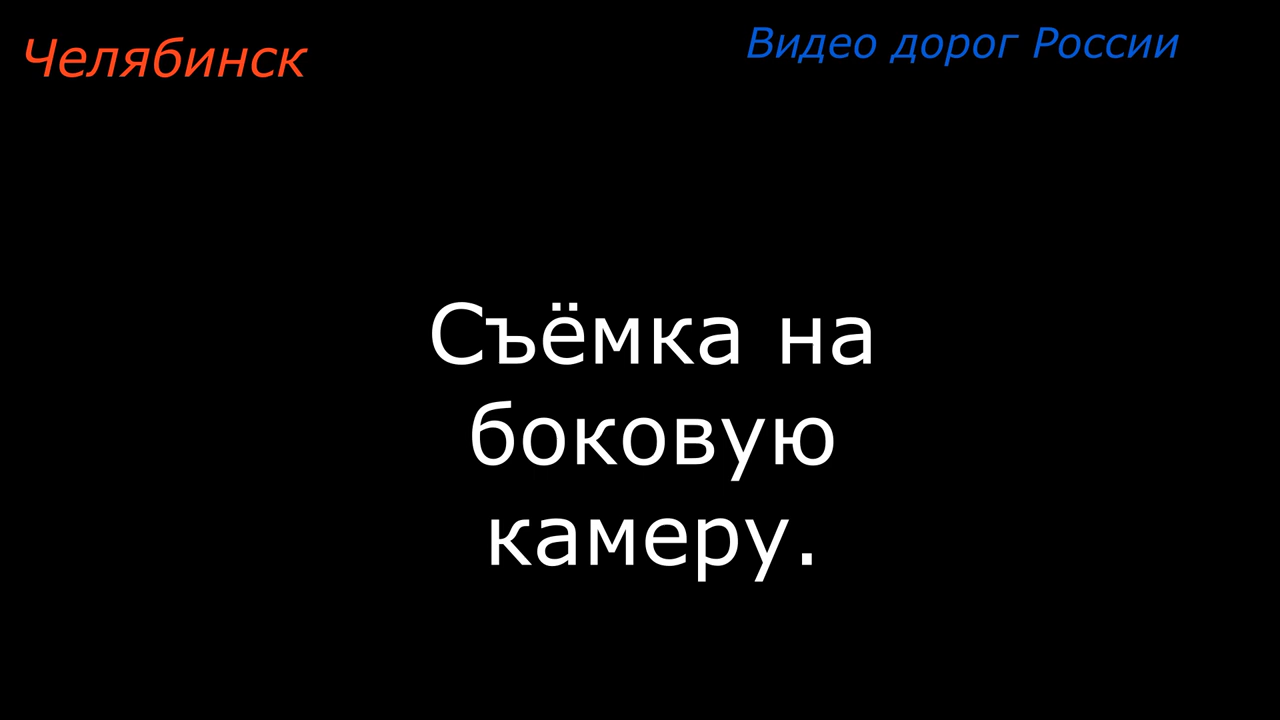 Челябинск
Видео дорог России
Съёмка на
боковую
камеру.